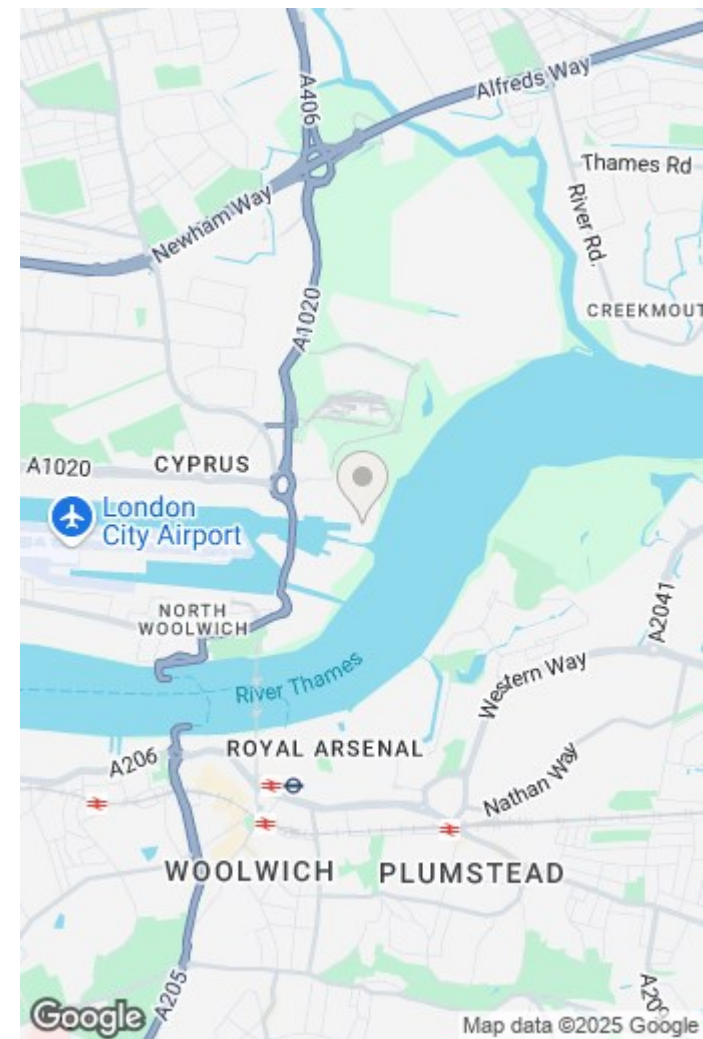 A406
Alfreds Way
Thames Rd
Newham Way
River Rd.
A1020
CREEKMOUT
A1020
CYPRUS
London
City Airport
NORTH
WOOLWICH
A2041
River Thames
Western Way
ROYAL ARSENAL
A206
Nathan Way
WOOLWICH
PLUMSTEAD
A205
A209
Google
Map data ©2025 Google